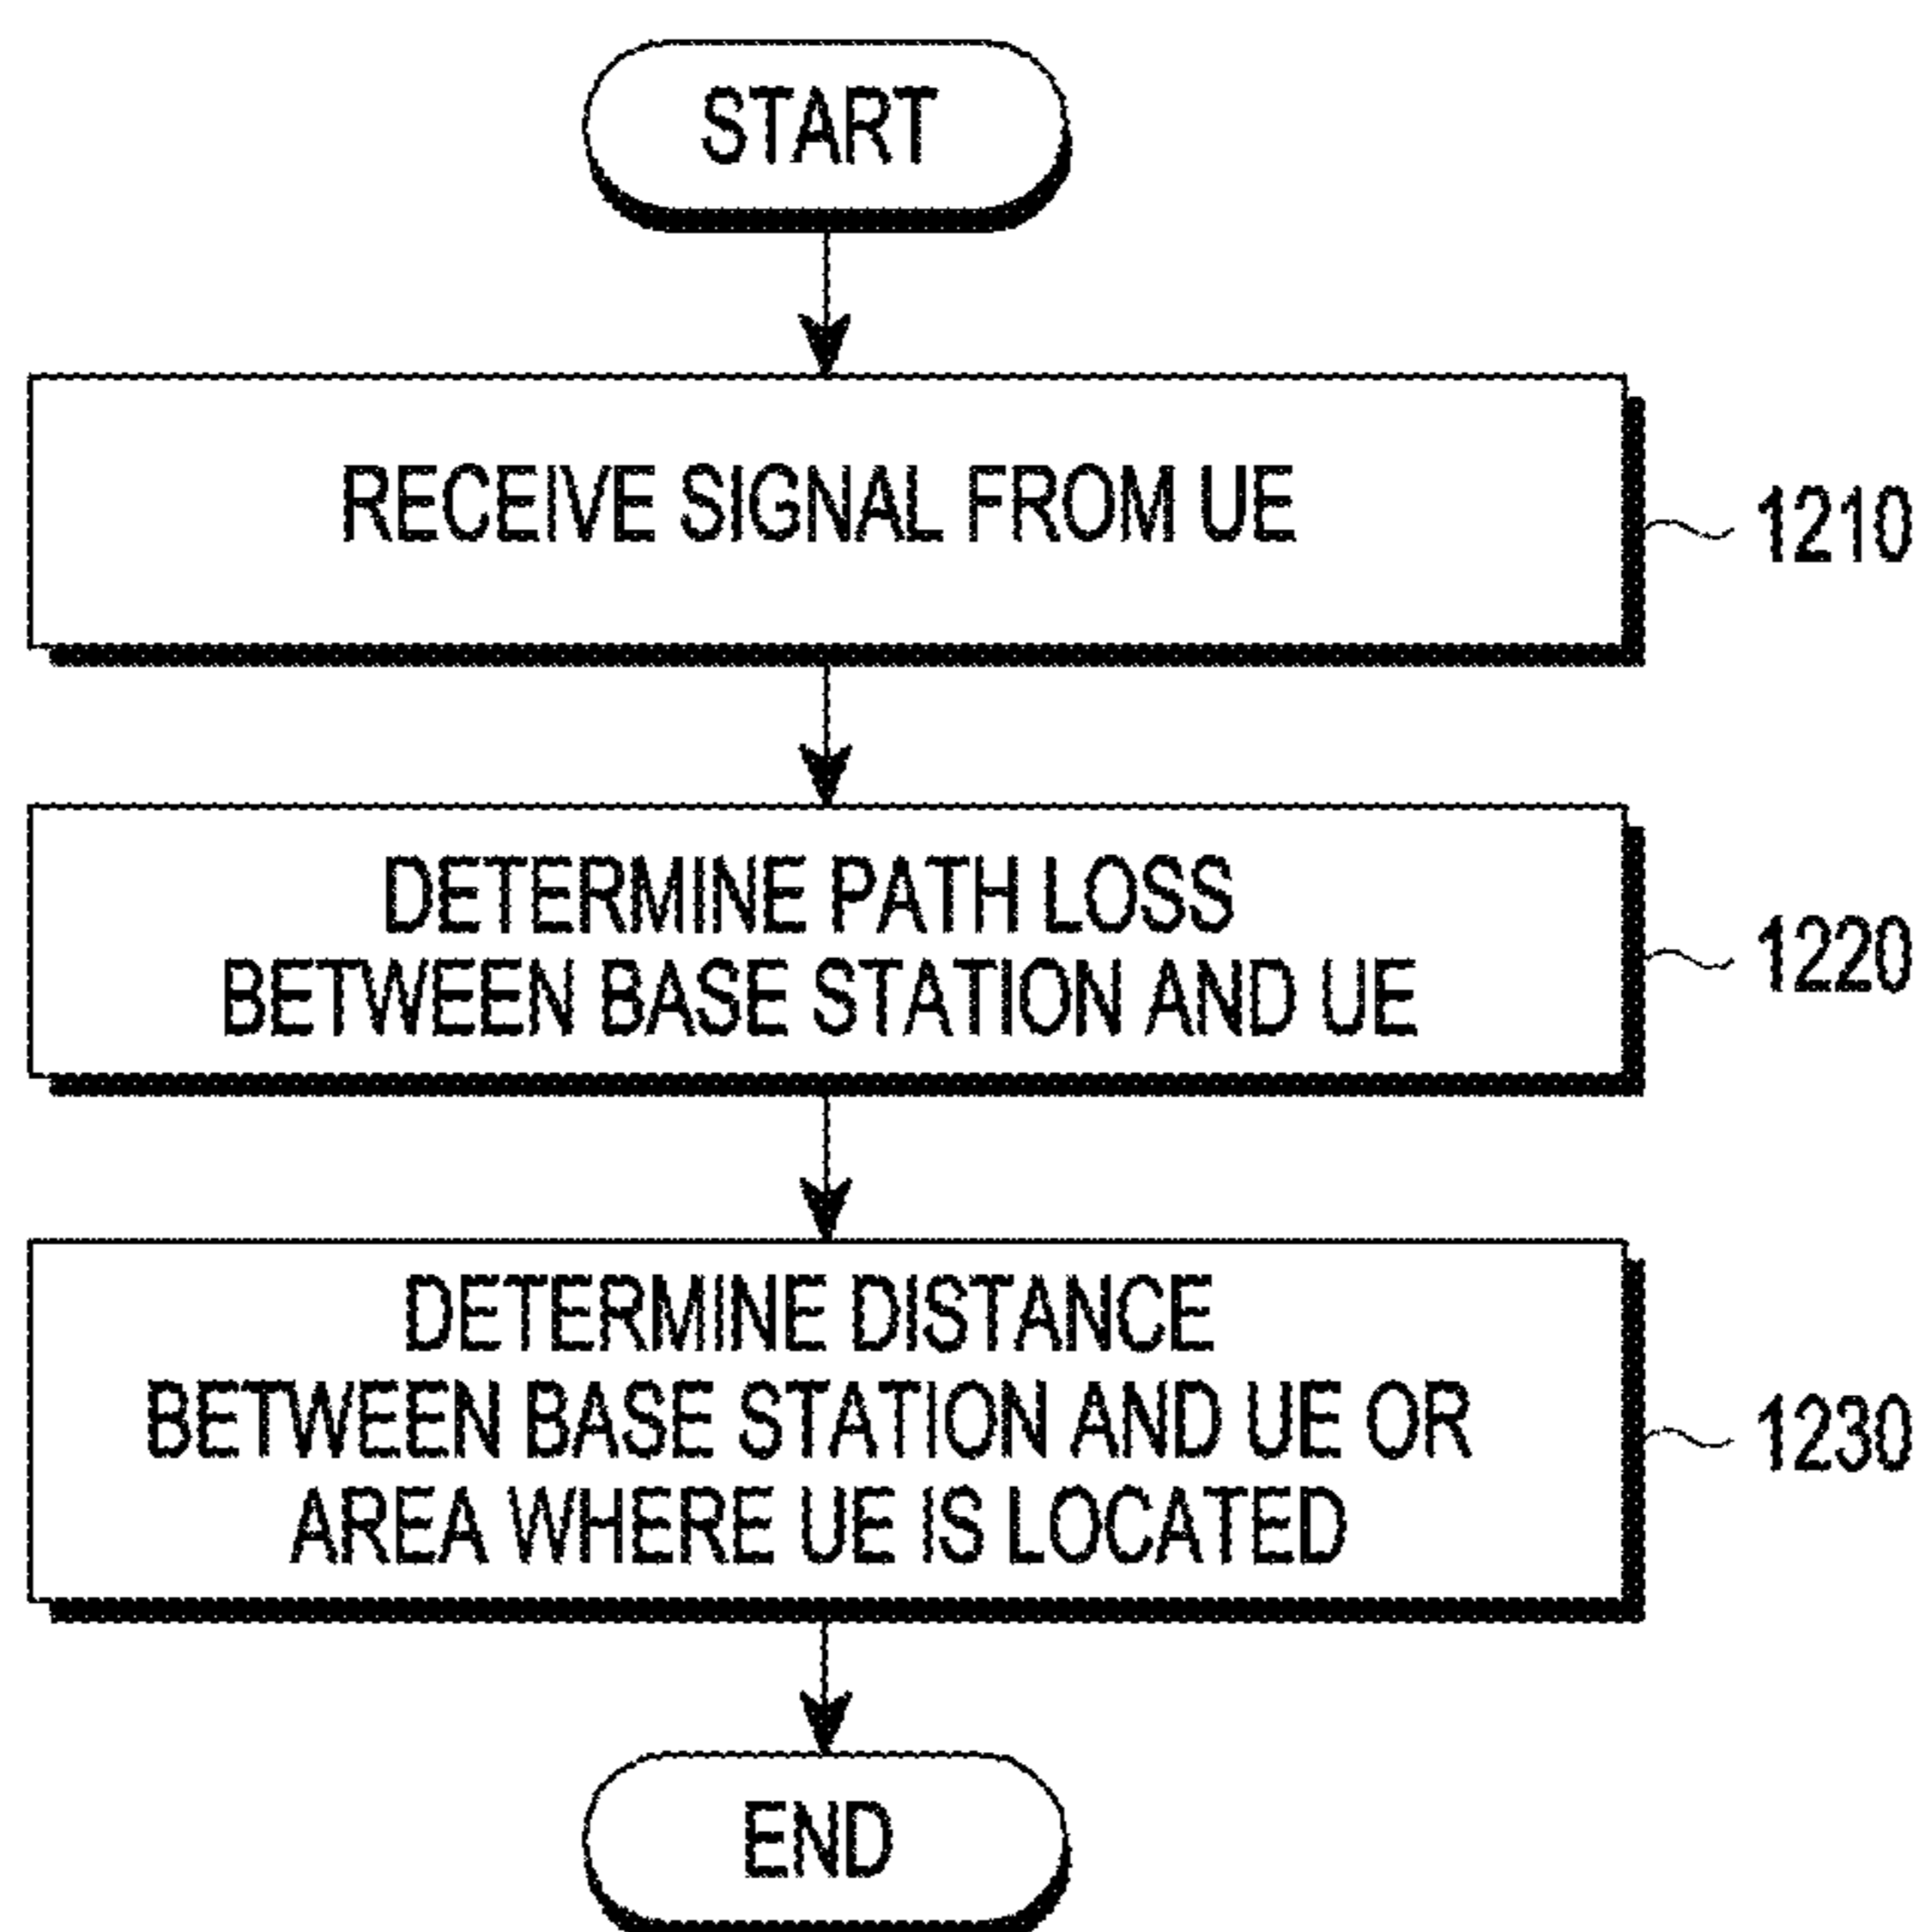 START
RECEIVE SIGNAL FROM UE
1210
DETERMINE PATH LOSS
BETWEEN BASE STATION AND UE
1220
DETERMINE DISTANCE
BETWEEN BASE STATION AND UE OR
AREA WHERE UE IS LOCATED
1230
END